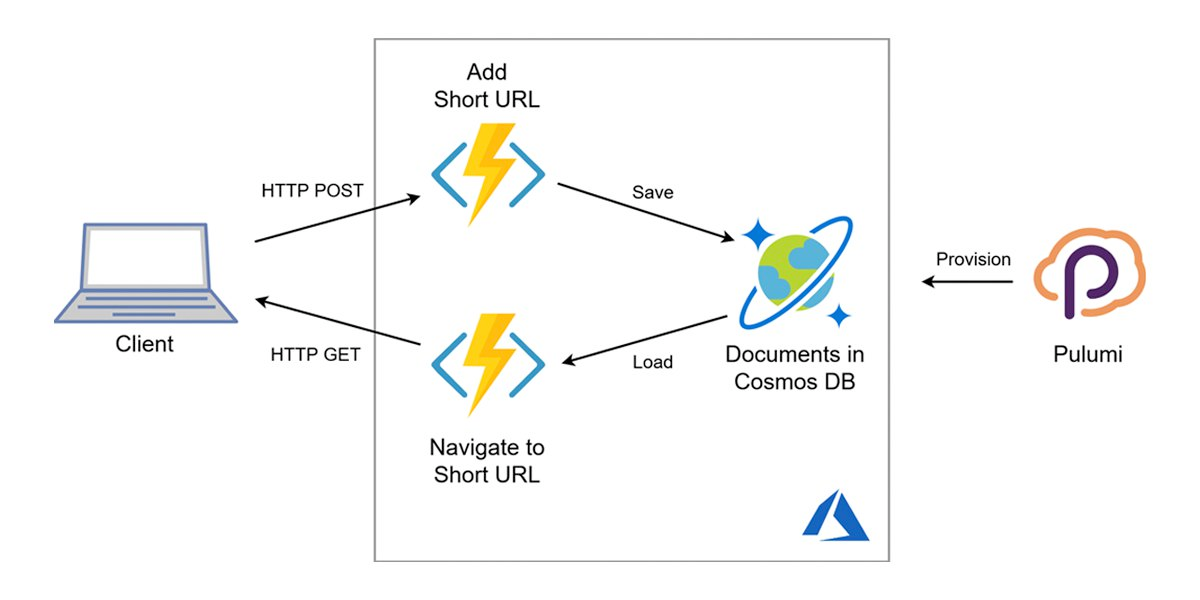 Add
Short URL
HTTP POST
Save
Provision
Client
HTTP GET
Load
Documents in
Cosmos DB
Pulumi
Navigate to
Short URL